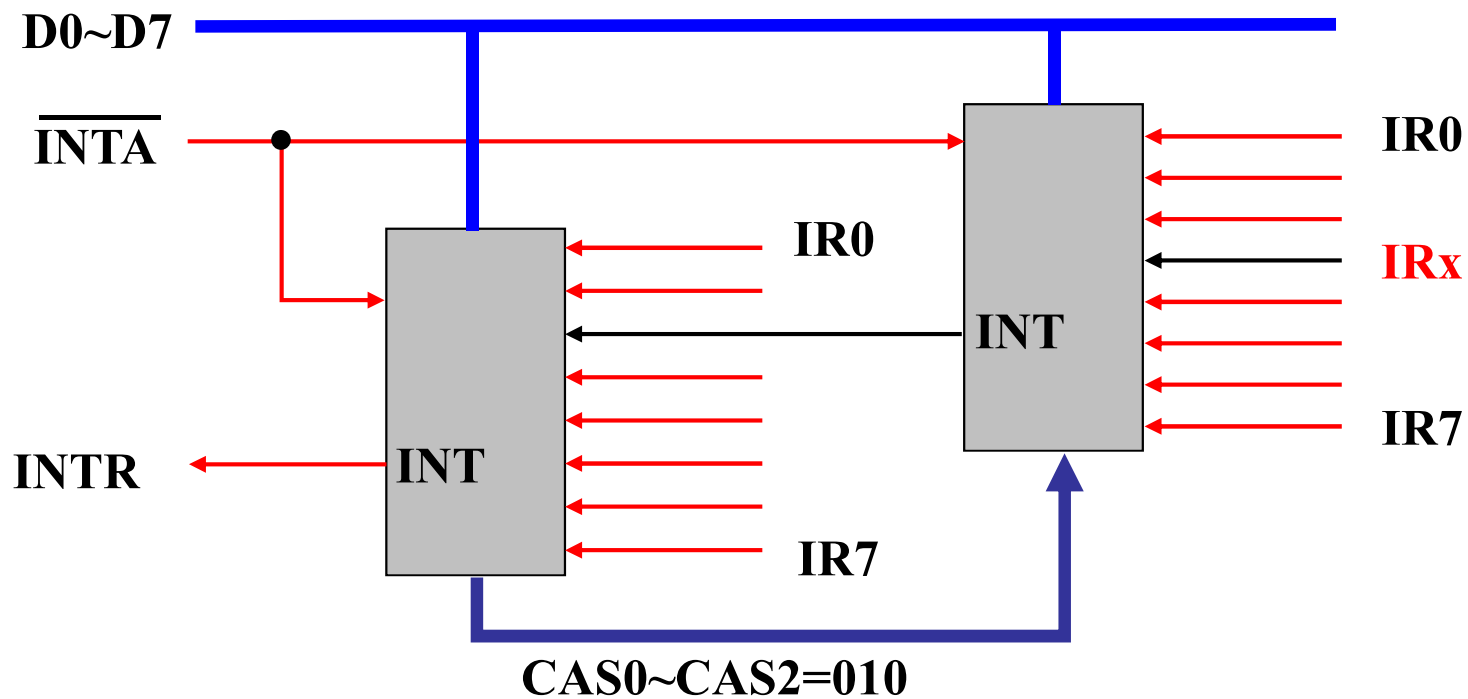 D0~D7
INTA
IR0
IR0
IRx
INT
IR7
INT
INTR
IR7
CAS0~CAS2=010